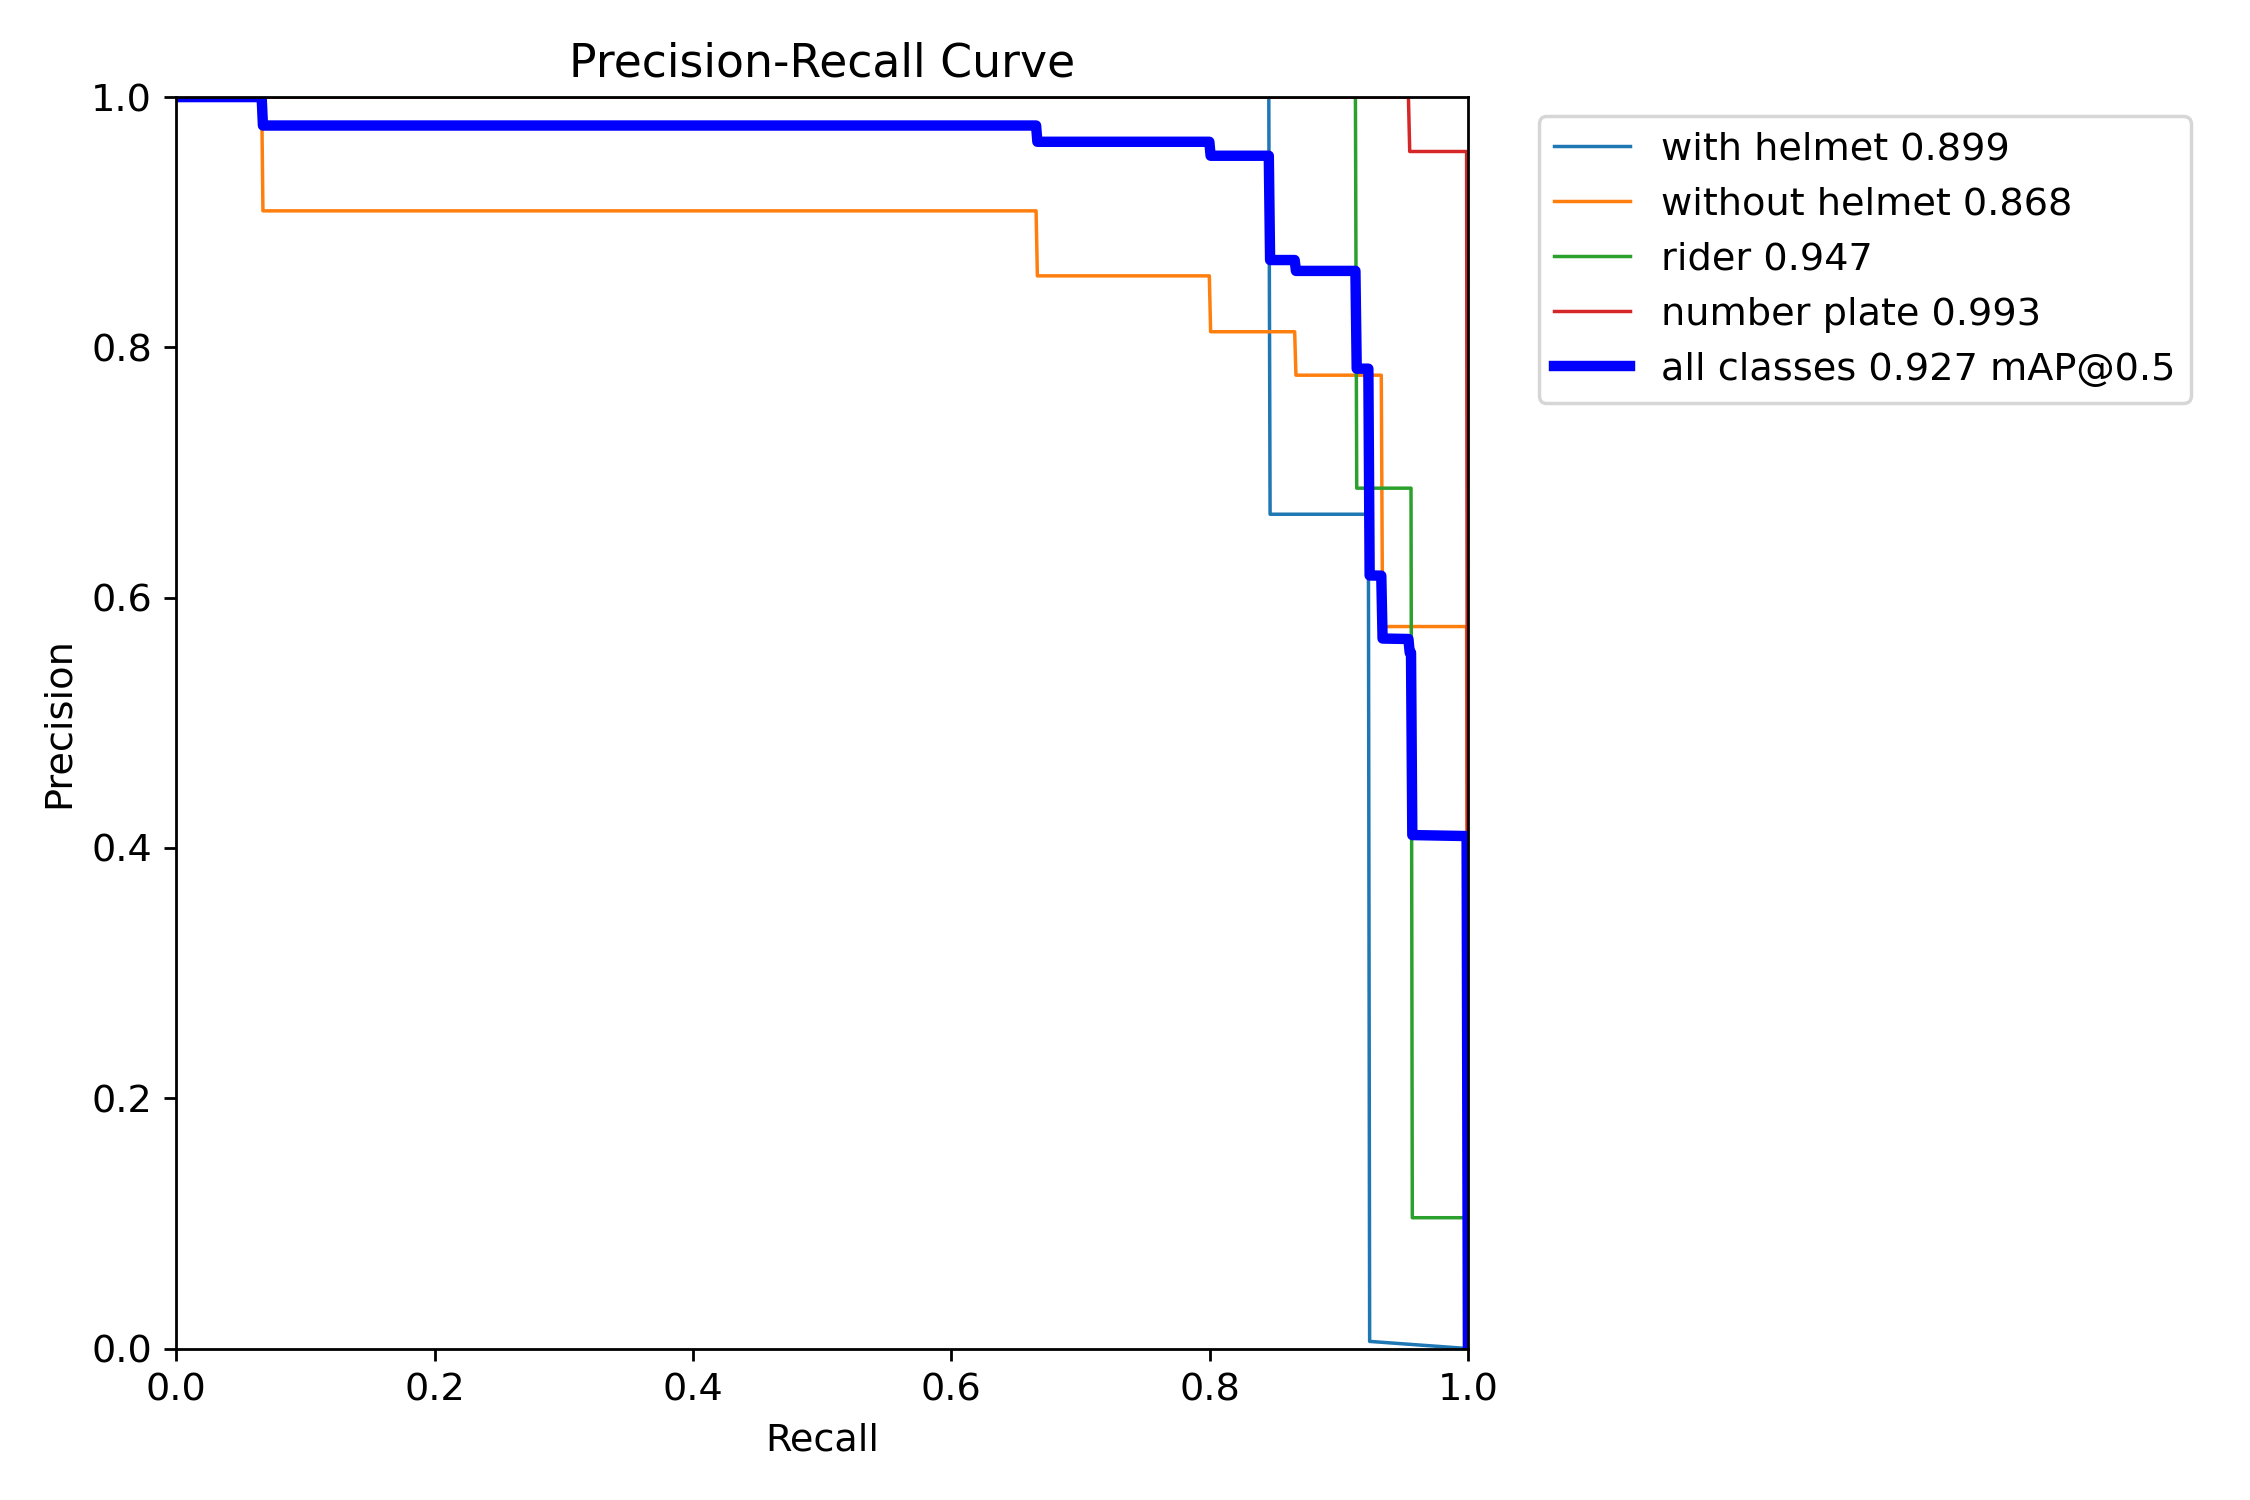 Precision-Recall Curve
1.0
0.8
0.6
0.4
0.2
0.0
Precision
0.0 0.2 0.4 0.6 0.8 1.0
Recall
with helmet 0.899
without helmet 0.868
rider 0.947
number plate 0.993
all classes 0.927 mAP@0.5